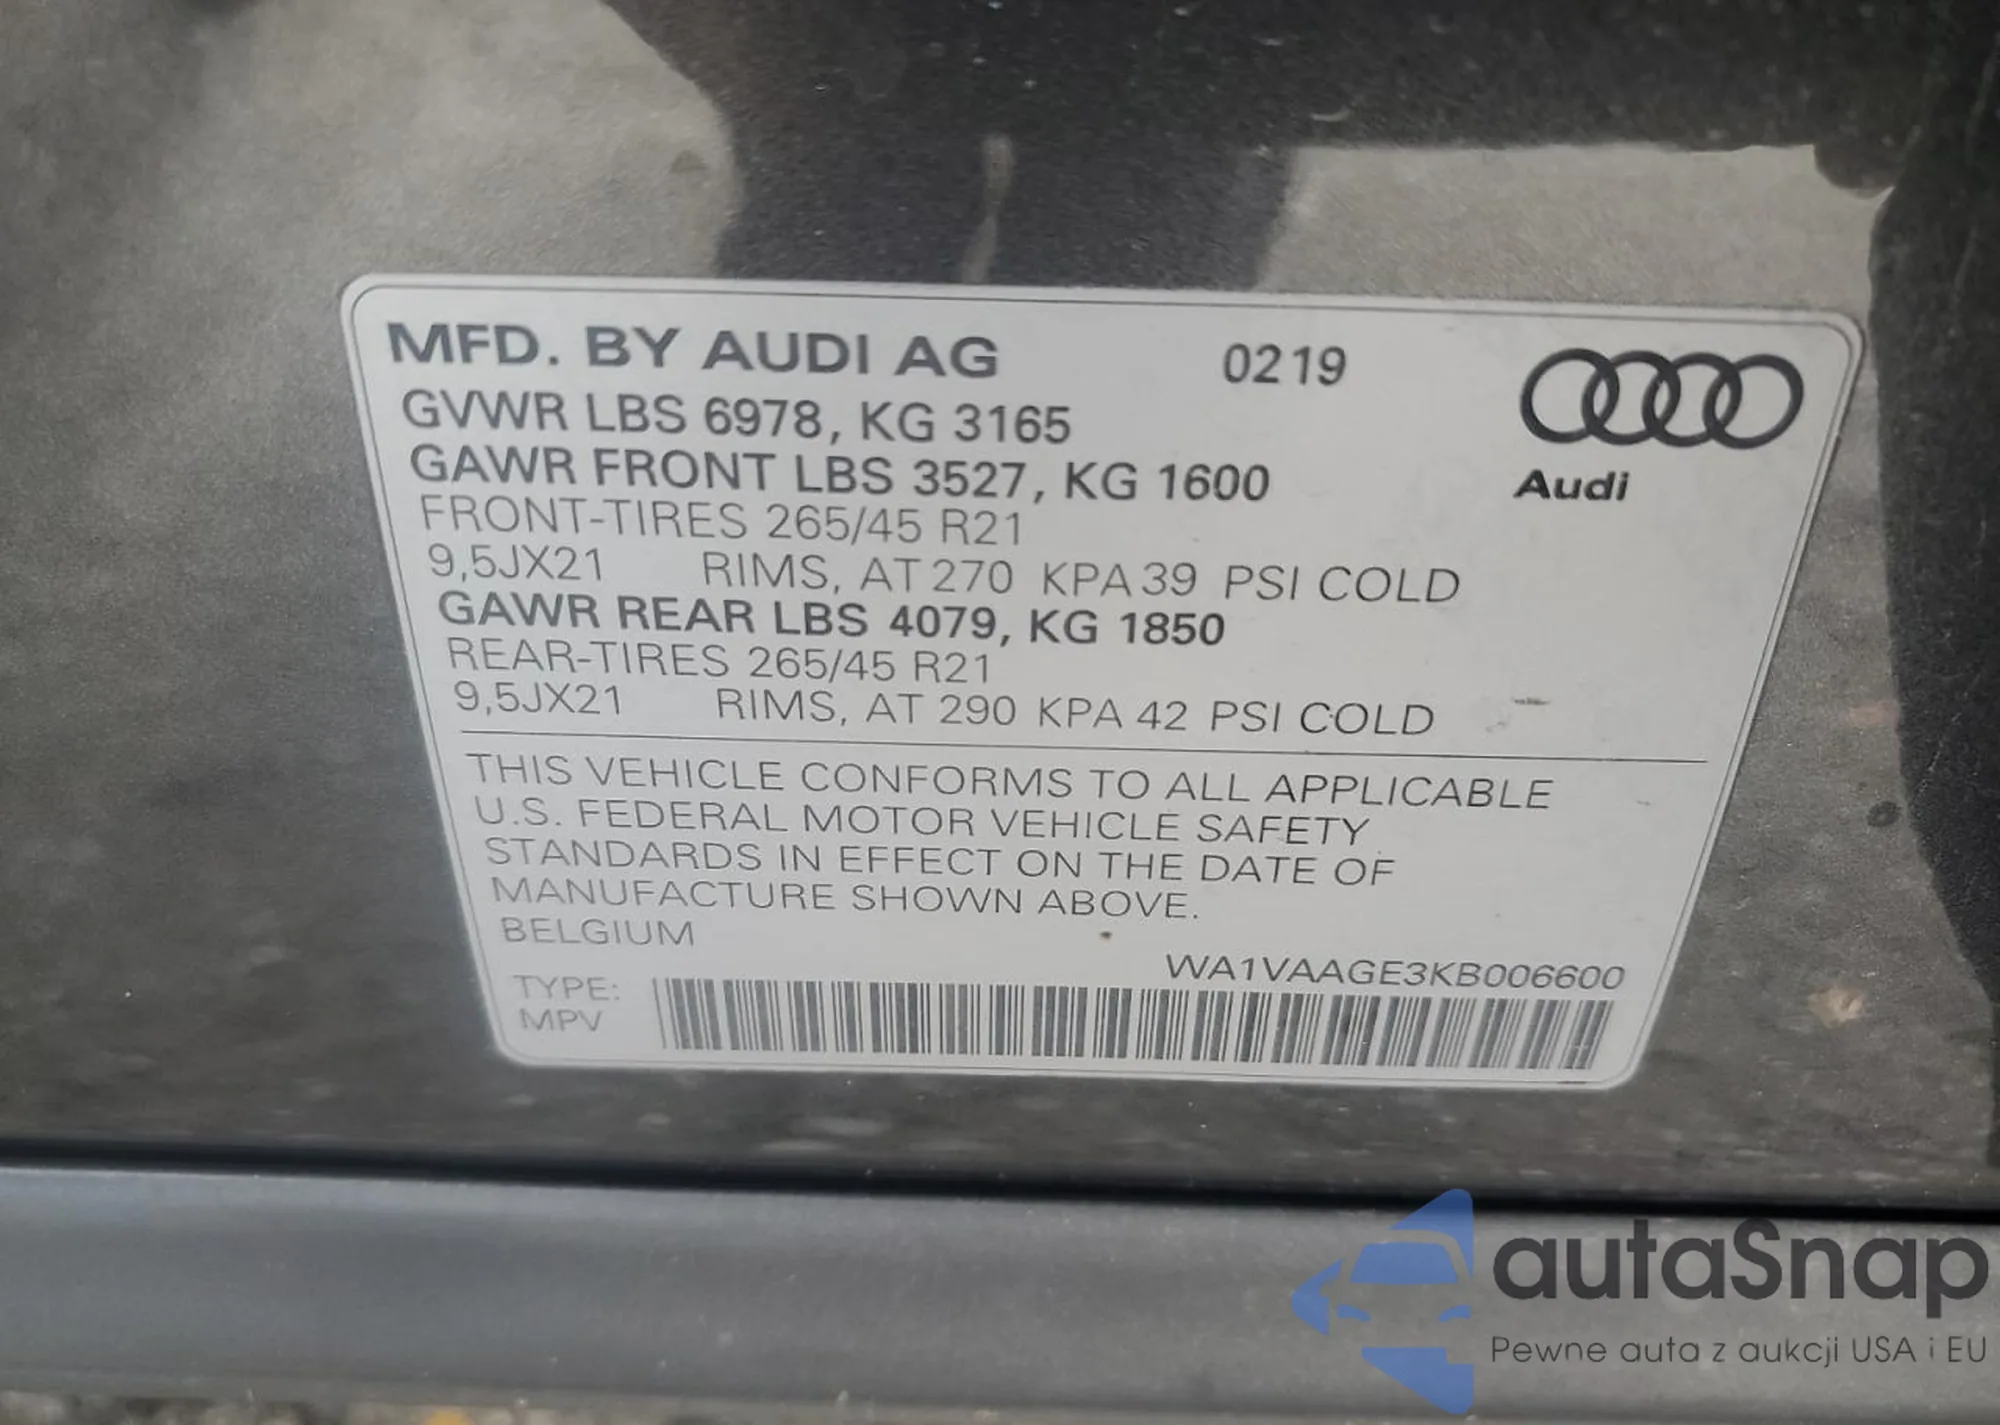 MFD. BY AUDI AG 0219
GVWR LBS 6978, KG 3165
GAWR FRONT LBS 3527, KG 1600
Audi
FRONT-TIRES 265/45 R21
9,5JX21 RIMS, AT 270 KPA 39 PSI COLD
GAWR REAR LBS 4079, KG 1850
REAR-TIRES 265/45 R21
9,5JX21 RIMS, AT 290 KPA 42 PSI COLD
THIS VEHICLE CONFORMS TO ALL APPLICABLE
U.S. FEDERAL MOTOR VEHICLE SAFETY
STANDARDS IN EFFECT ON THE DATE OF
MANUFACTURE SHOWN ABOVE.
BELGIUM
WA1VAAGE3KB006600
TYPE:
MPV
autaSnap
Pewne auta z aukcji USA i EU